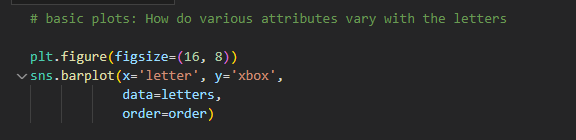 # basic plots: How do various attributes vary with the letters
plt.figure(figsize=(16, 8))
sns.barplot(x='letter', y='xbox',
data=letters,
order=order)